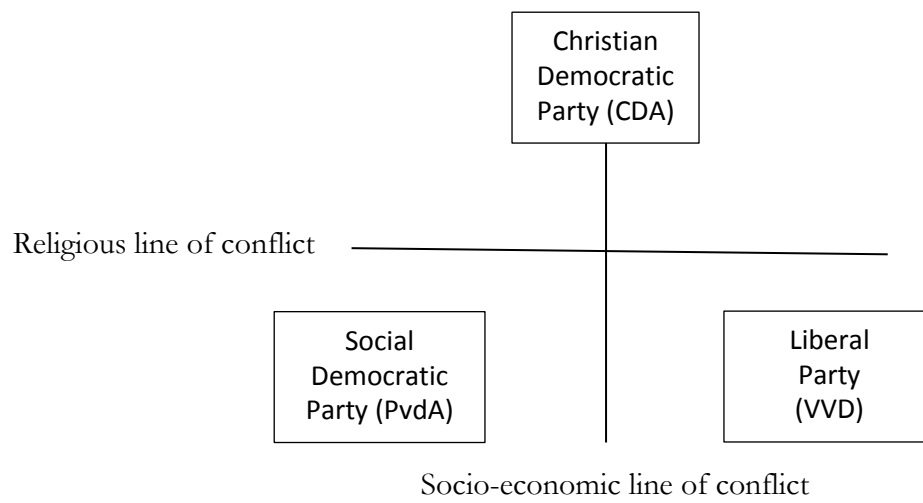 Christian
Democratic
Party (CDA)
Religious line of conflict
Social
Democratic
Party (PvdA)
Liberal
Party
(VVD)
Socio-economic line of conflict